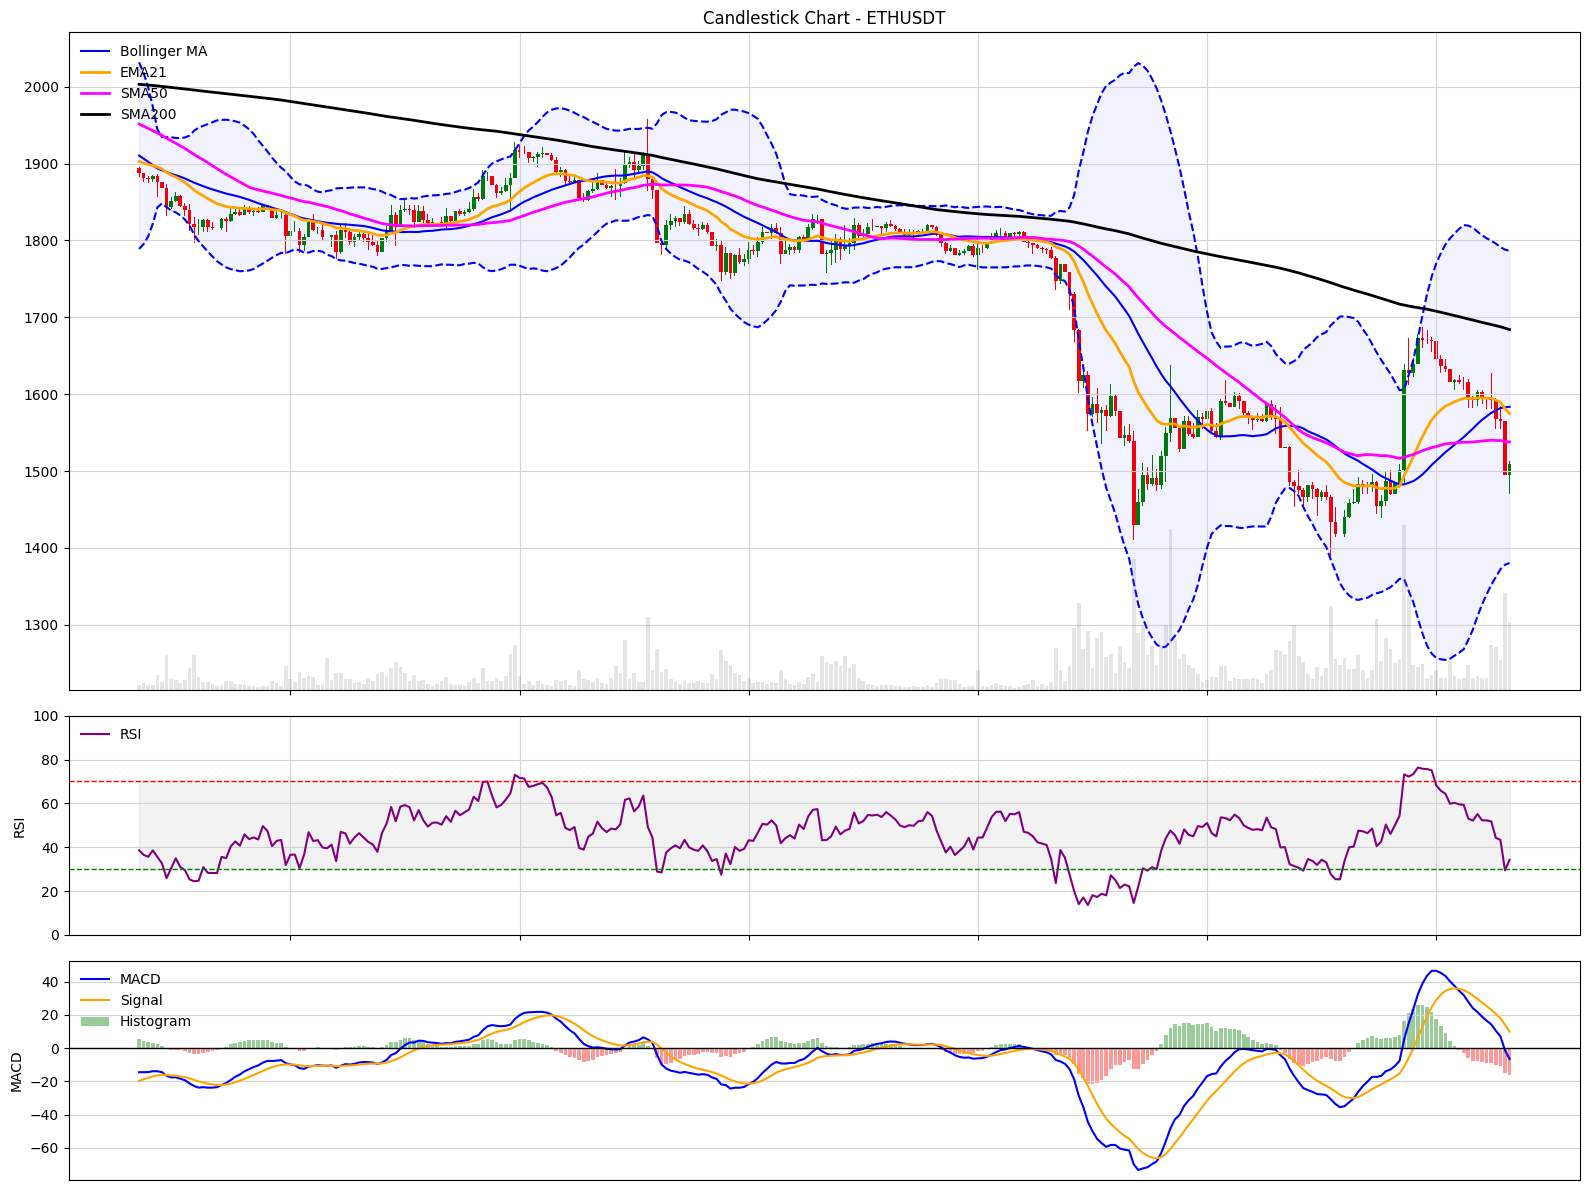 Candlestick Chart - ETHUSDT
Bollinger MA
EMA21
SMA50
SMA200
2000
1900
1800
1700
1600
1500
1400
1300
RSI
100
80
60
40
20
0
RSI
MACD
Signal
Histogram
40
20
0
−20
−40
−60
MACD